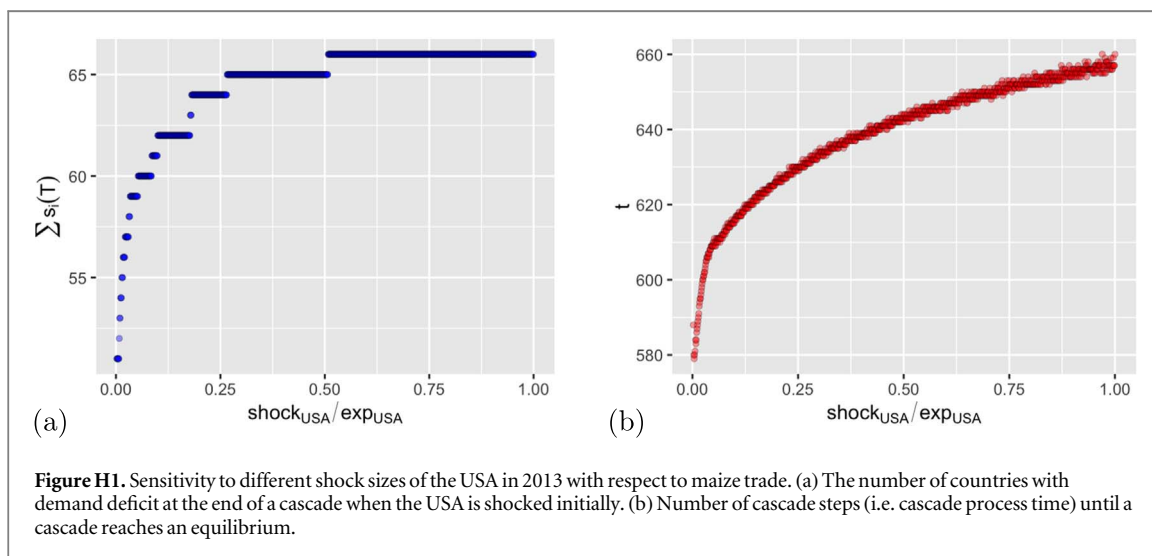 65
60
55
∑ sᵢ(T)
0.00 0.25 0.50 0.75 1.00
shock_USA/exp_USA
(a)
660
640
620
600
580
t
0.00 0.25 0.50 0.75 1.00
shock_USA/exp_USA
(b)
Figure H1. Sensitivity to different shock sizes of the USA in 2013 with respect to maize trade. (a) The number of countries with
demand deficit at the end of a cascade when the USA is shocked initially. (b) Number of cascade steps (i.e. cascade process time) until a
cascade reaches an equilibrium.